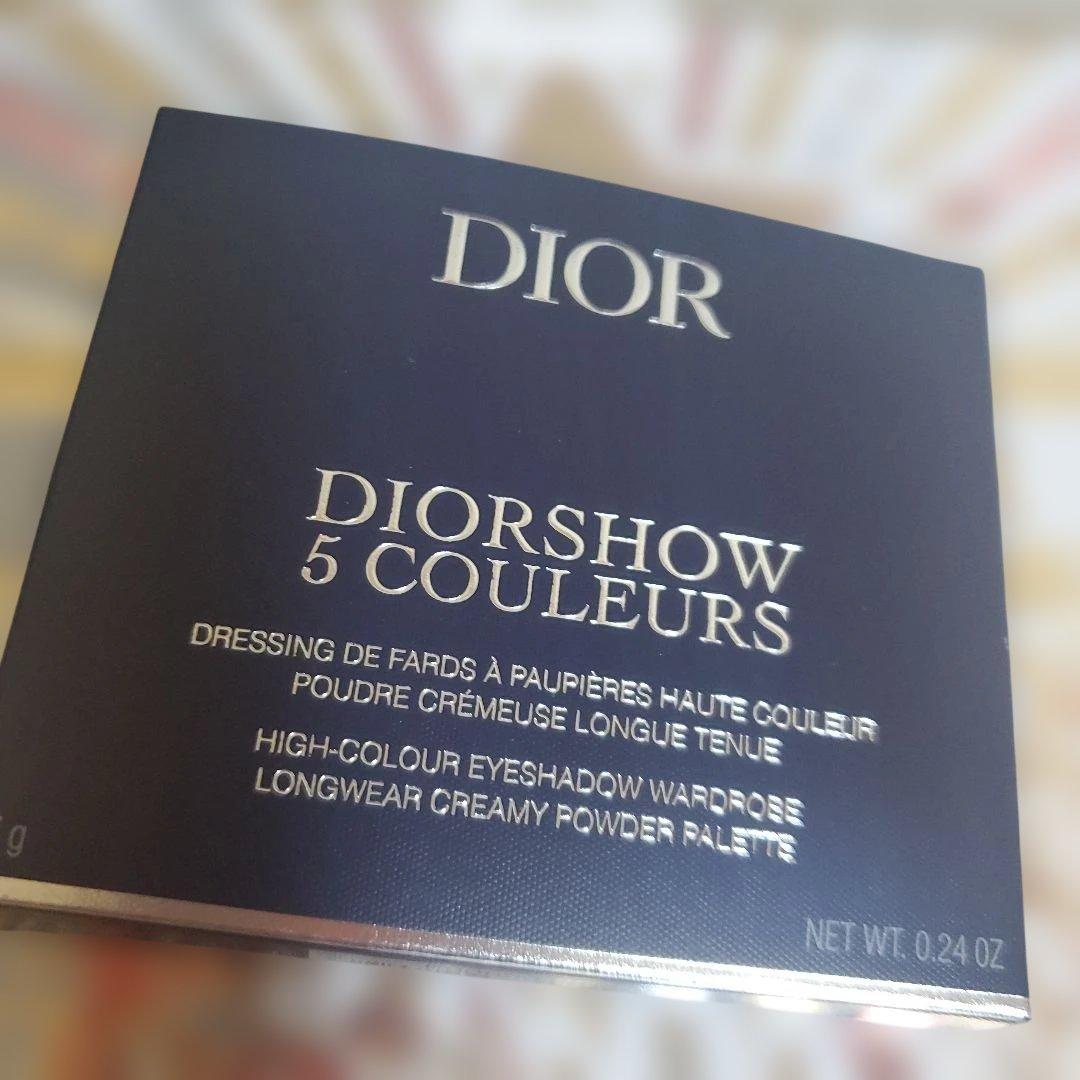 DIOR
DIORSHOW
5 COULEURS
DRESSING DE FARDS À PAUPIÈRES HAUTE COULEUR
POUDRE CRÉMEUSE LONGUE TENUE
HIGH-COLOUR EYESHADOW WARDROBE
LONGWEAR CREAMY POWDER PALETTE
g
NET WT. 0.24 OZ